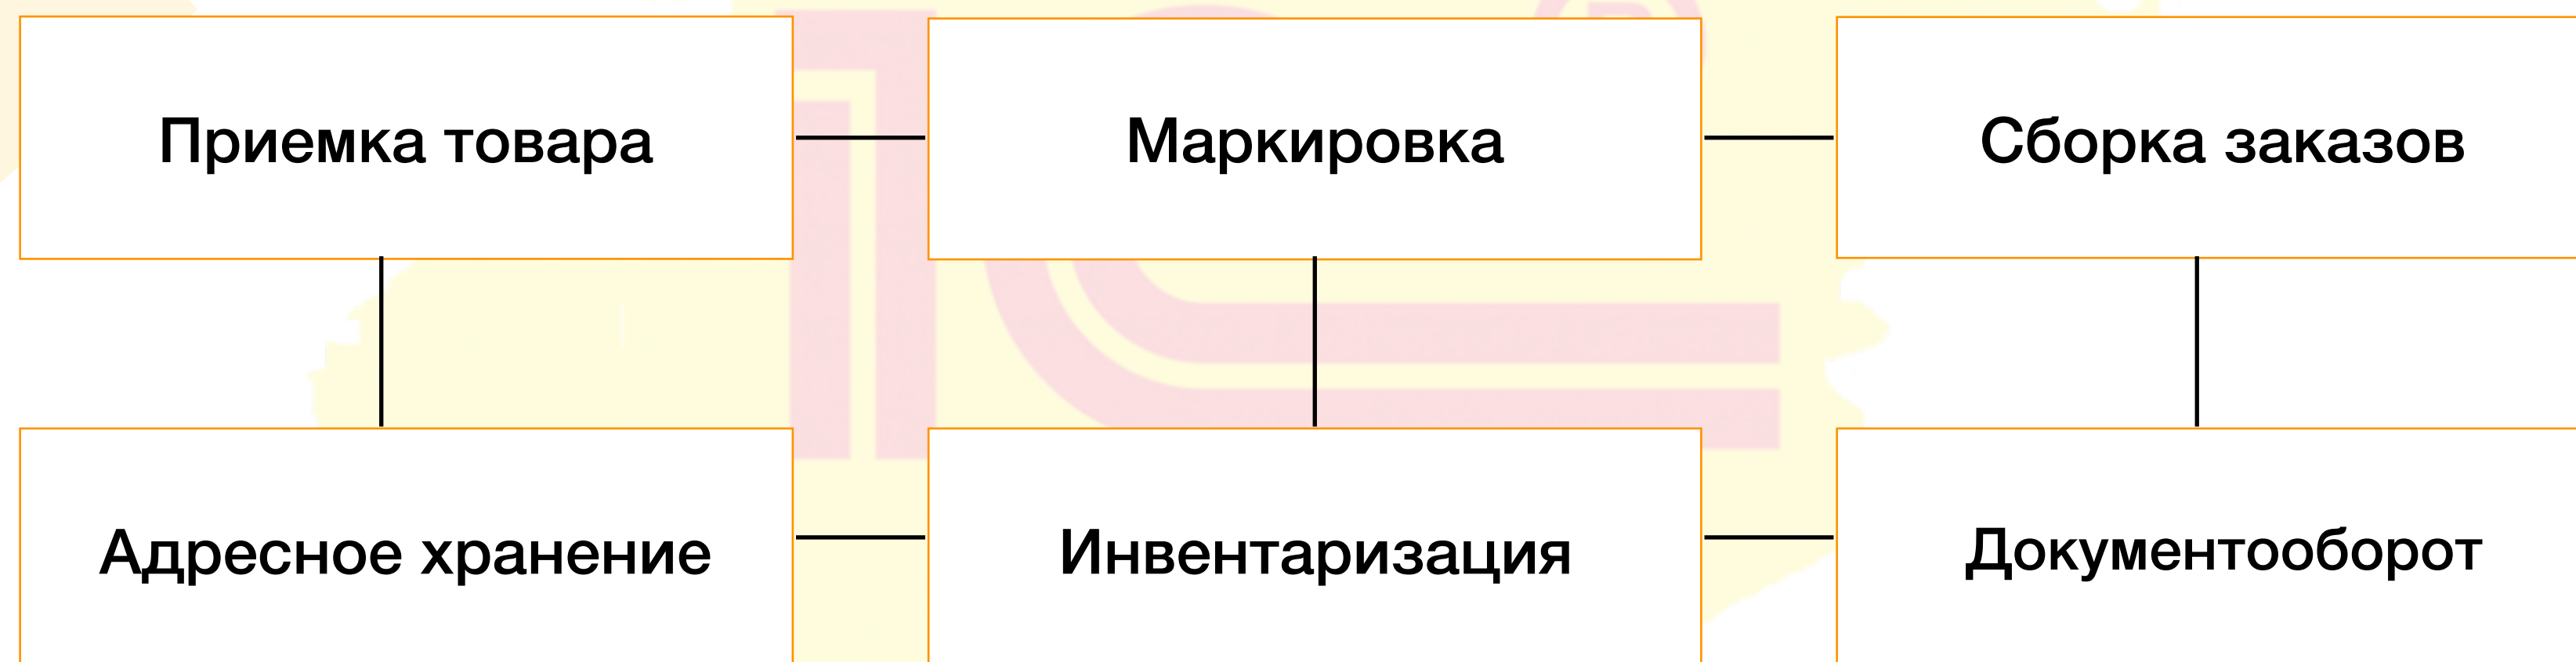 Приемка товара
Маркировка
Сборка заказов
Адресное хранение
Инвентаризация
Документооборот